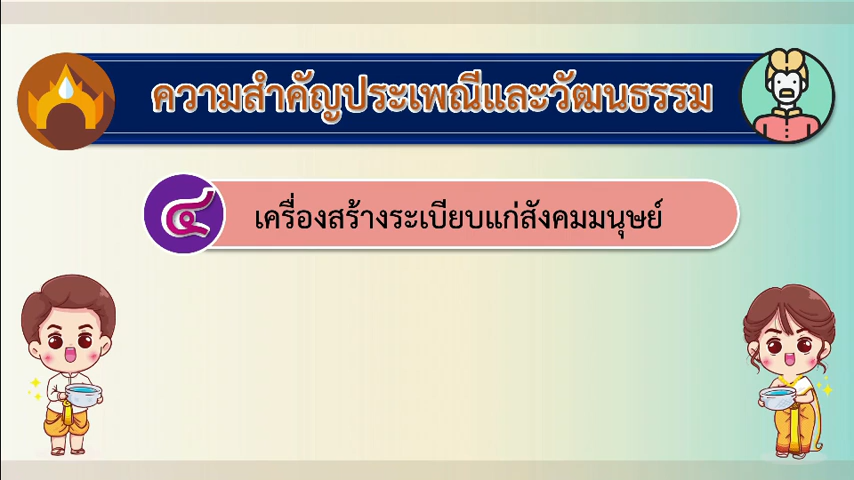 ความสำคัญประเพณีและวัฒนธรรม
๔ เครื่องสร้างระเบียบแก่สังคมมนุษย์